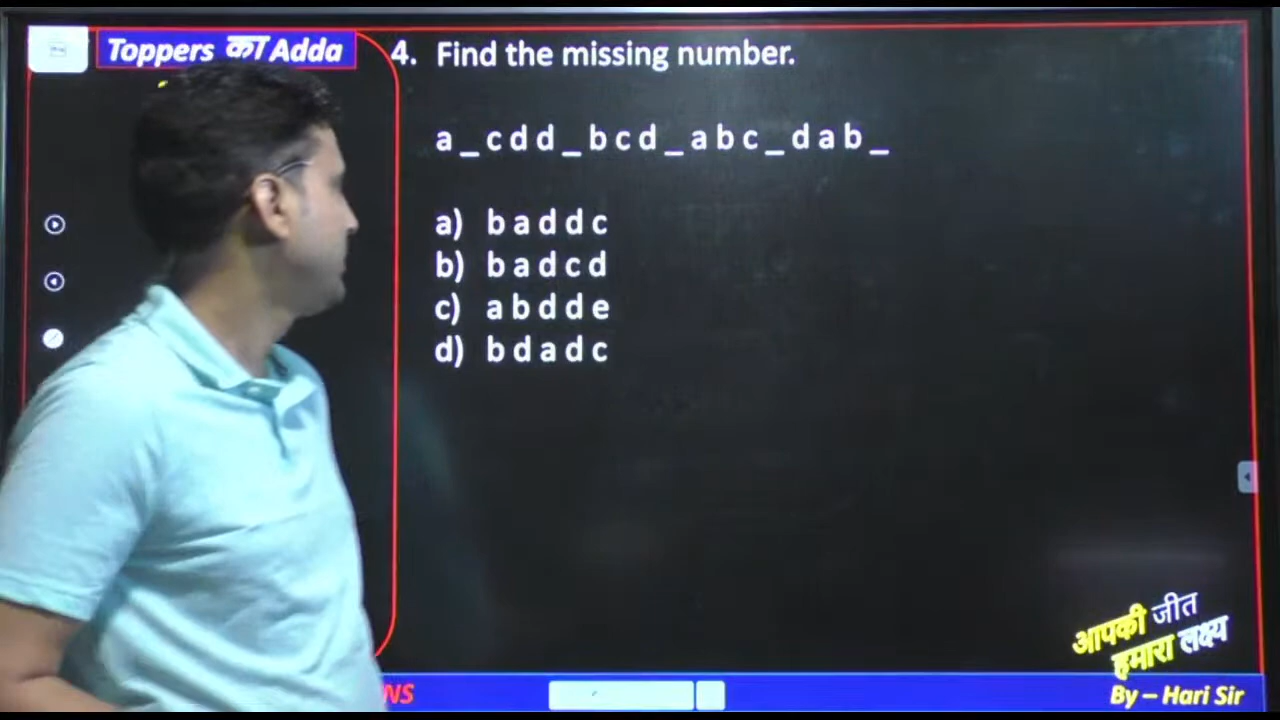 Toppers का Adda
4. Find the missing number.
a _ c d d _ b c d _ a b c _ d a b _
a) b a d d c
b) b a d c d
c) a b d d e
d) b d a d c
आपकी जीत
हमारा लक्ष्य
By – Hari Sir